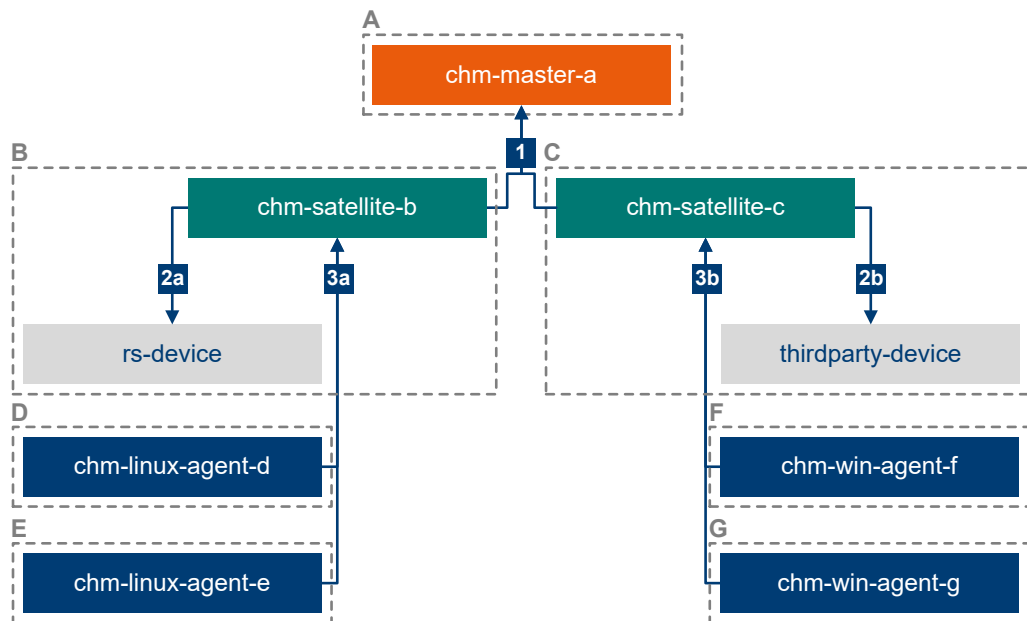 A
chm-master-a
1
B
C
chm-satellite-b
chm-satellite-c
2a
3a
3b
2b
rs-device
thirdparty-device
D
F
chm-linux-agent-d
chm-win-agent-f
E
G
chm-linux-agent-e
chm-win-agent-g